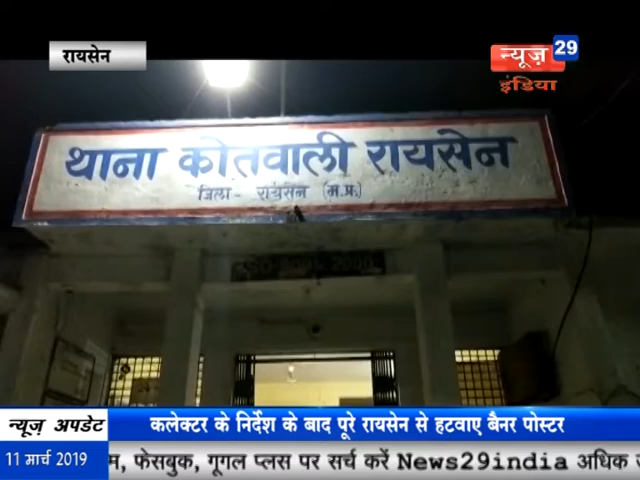 रायसेन
न्यूज़ 29
इंडिया
थाना कोतवाली रायसेन
जिला - रायसेन (म.प्र.)
न्यूज़ अपडेट
कलेक्टर के निर्देश के बाद पूरे रायसेन से हटवाए बैनर पोस्टर
11 मार्च 2019
फेसबुक, गूगल प्लस पर सर्च करें News29india अधिक